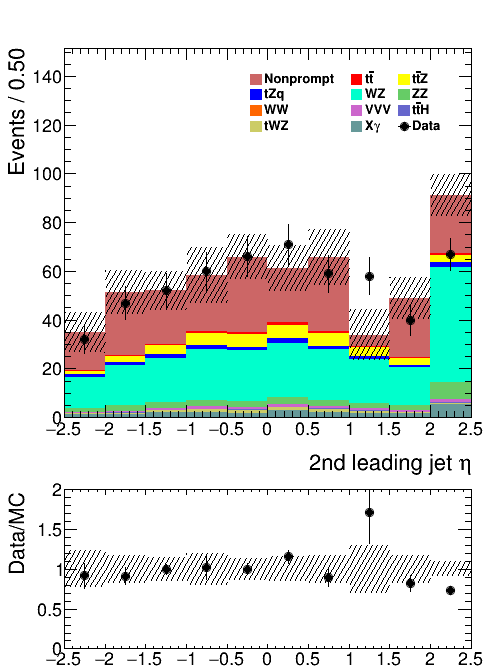 Events / 0.50
140
120
100
80
60
40
20
0
Nonprompt tt̄ tt̄Z
tZq WZ ZZ
WW VVV tt̄H
tWZ Xγ Data
−2.5 −2 −1.5 −1 −0.5 0 0.5 1 1.5 2 2.5
2nd leading jet η
Data/MC
2
1.5
1
0.5
0
−2.5 −2 −1.5 −1 −0.5 0 0.5 1 1.5 2 2.5